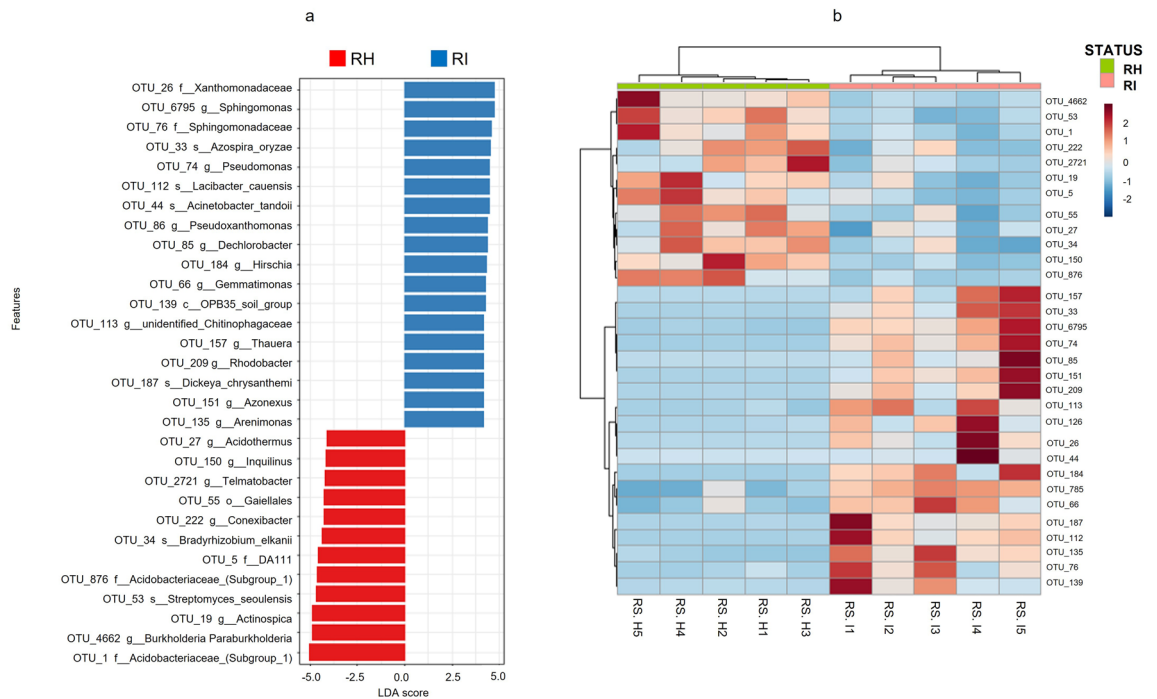 a
RH
RI
Features
OTU_26 f__Xanthomonadaceae
OTU_6795 g__Sphingomonas
OTU_76 f__Sphingomonadaceae
OTU_33 s__Azospira_oryzae
OTU_74 g__Pseudomonas
OTU_112 s__Lacibacter_cauensis
OTU_44 s__Acinetobacter_tandoii
OTU_86 g__Pseudoxanthomonas
OTU_85 g__Dechlorobacter
OTU_184 g__Hirschia
OTU_66 g__Gemmatimonas
OTU_139 c__OPB35_soil_group
OTU_113 g__unidentified_Chitinophagaceae
OTU_157 g__Thauera
OTU_209 g__Rhodobacter
OTU_187 s__Dickeya_chrysanthemi
OTU_151 g__Azonexus
OTU_135 g__Arenimonas
OTU_27 g__Acidothermus
OTU_150 g__Inquilinus
OTU_2721 g__Telmatobacter
OTU_55 o__Gaiellales
OTU_222 g__Conexibacter
OTU_34 s__Bradyrhizobium_elkanii
OTU_5 f__DA111
OTU_876 f__Acidobacteriaceae_(Subgroup_1)
OTU_53 s__Streptomyces_seoulensis
OTU_19 g__Actinospica
OTU_4662 g__Burkholderia Paraburkholderia
OTU_1 f__Acidobacteriaceae_(Subgroup_1)
-5.0 -2.5 0.0 2.5 5.0
LDA score
b
STATUS
RH
RI
2
1
0
-1
-2
OTU_4662
OTU_53
OTU_1
OTU_222
OTU_2721
OTU_19
OTU_5
OTU_55
OTU_27
OTU_34
OTU_150
OTU_876
OTU_157
OTU_33
OTU_6795
OTU_74
OTU_85
OTU_151
OTU_209
OTU_113
OTU_126
OTU_26
OTU_44
OTU_184
OTU_785
OTU_66
OTU_187
OTU_112
OTU_135
OTU_76
OTU_139
RS. H5
RS. H4
RS. H2
RS. H1
RS. H3
RS. I1
RS. I2
RS. I3
RS. I4
RS. I5